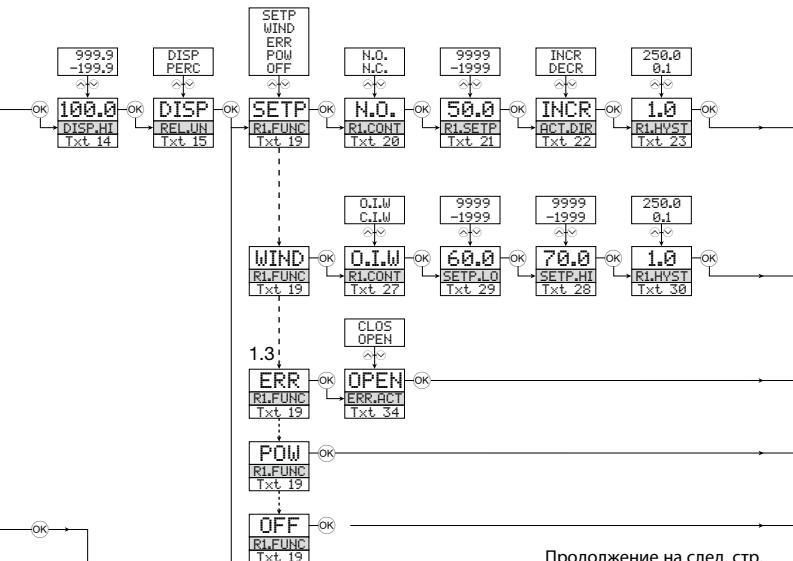 SETP
WIND
ERR
POW
OFF
999.9
-199.9
DISP
PERC
N.O.
N.C.
9999
-1999
INCR
DECR
250.0
0.1
OK 100.0 OK DISP OK SETP OK N.O. OK 50.0 OK INCR OK 1.0 OK
DISP.HI REL.UN R1.FUNC R1.CONT R1.SETP ACT.DIR R1.HYST
Txt 14 Txt 15 Txt 19 Txt 20 Txt 21 Txt 22 Txt 23
O.I.W
C.I.W
9999
-1999
9999
-1999
250.0
0.1
WIND OK O.I.W OK 60.0 OK 70.0 OK 1.0 OK
R1.FUNC R1.CONT SETP.LO SETP.HI R1.HYST
Txt 19 Txt 27 Txt 29 Txt 28 Txt 30
CLOS
OPEN
1.3
ERR OK OPEN OK
R1.FUNC ERR.ACT
Txt 19 Txt 34
POW OK
R1.FUNC
Txt 19
OK OFF OK
R1.FUNC
Txt 19
Продолжение на след. стр.